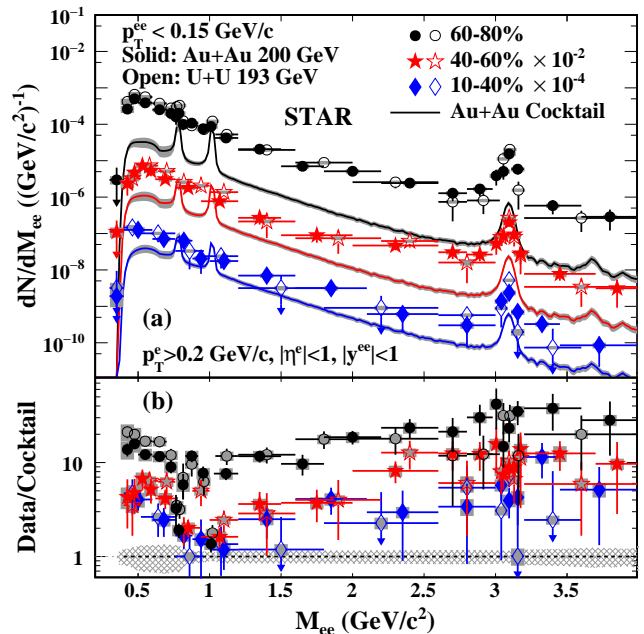 p_T^ee < 0.15 GeV/c
Solid: Au+Au 200 GeV
Open: U+U 193 GeV
60-80%
40-60% ×10^-2
10-40% ×10^-4
Au+Au Cocktail
STAR
dN/dM_ee ((GeV/c^2)^-1)
10^-1
10^-2
10^-4
10^-6
10^-8
10^-10
(a)
p_T^e>0.2 GeV/c, |η^e|<1, |y^ee|<1
(b)
Data/Cocktail
10
1
0.5 1 1.5 2 2.5 3 3.5
M_ee (GeV/c^2)